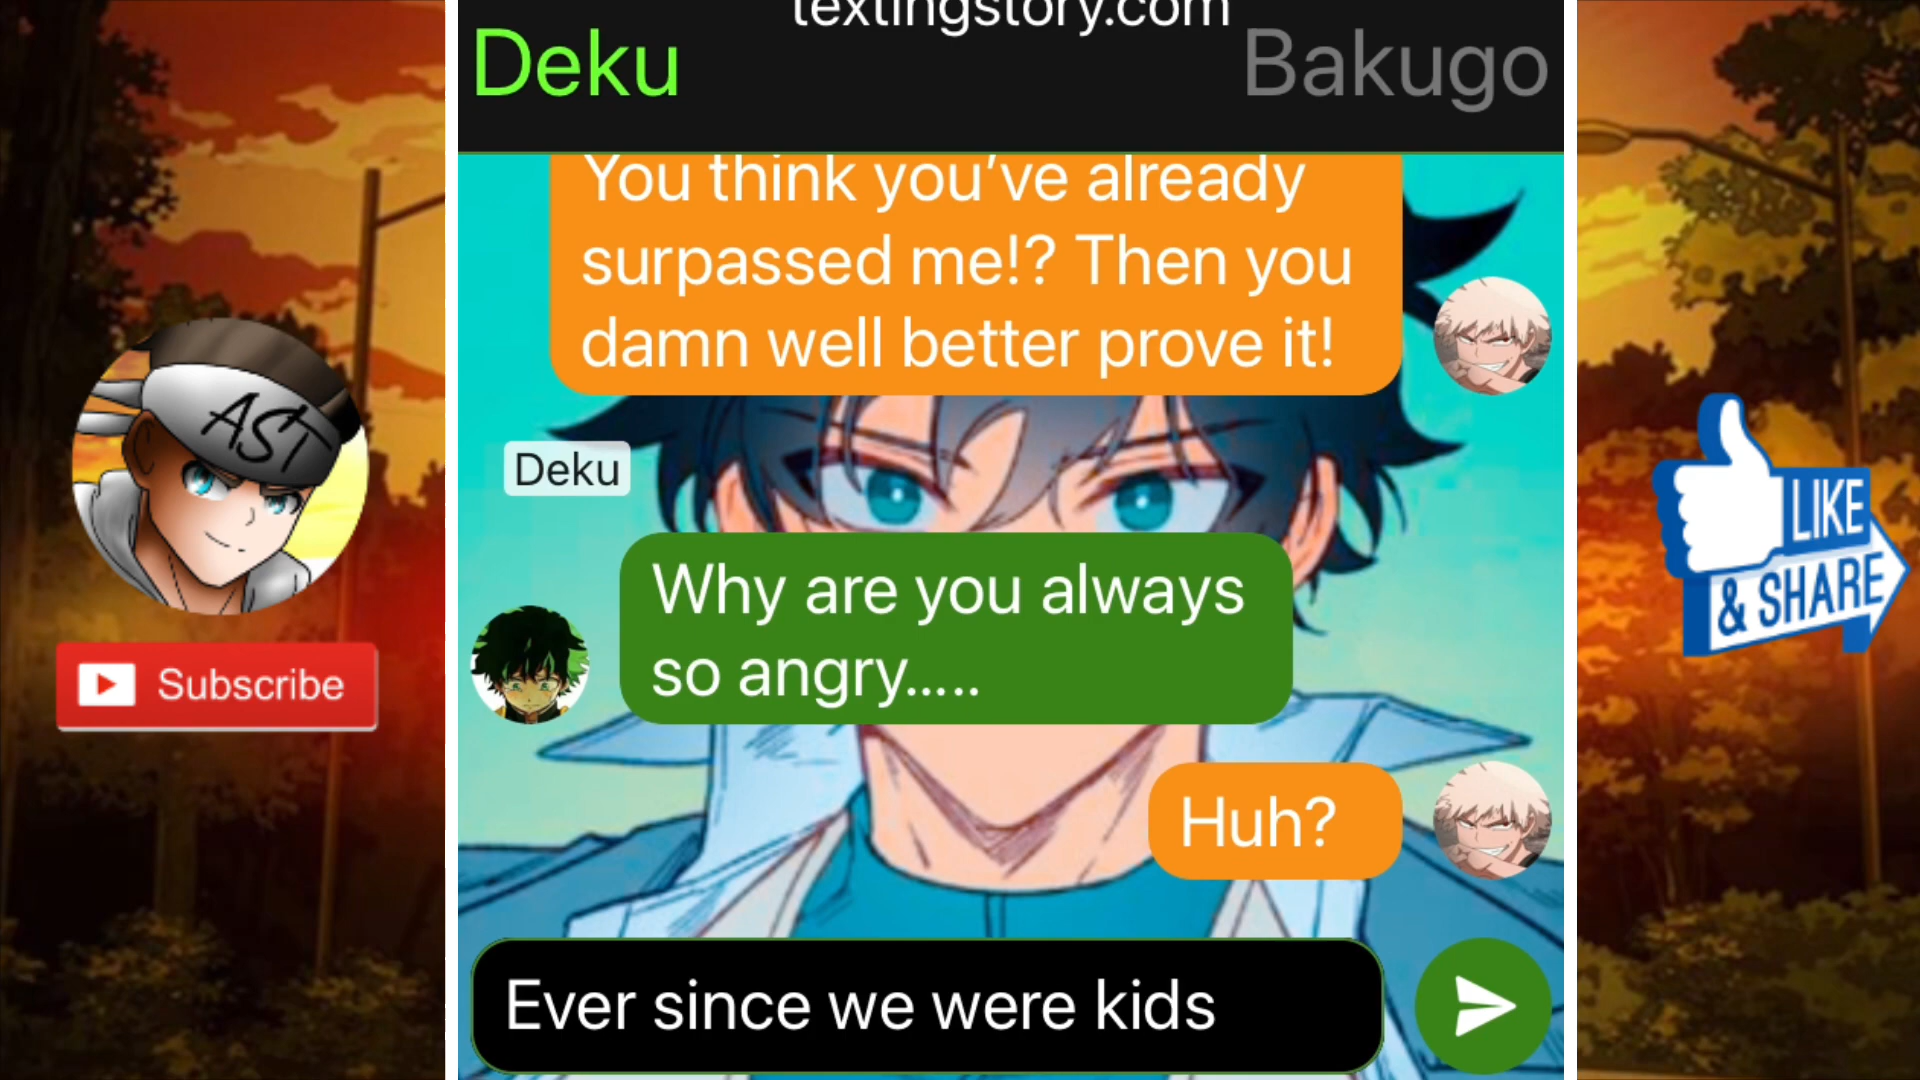 textingstory.com
Deku
Bakugo
You think you’ve already
surpassed me!? Then you
damn well better prove it!
Deku
Why are you always
so angry.....
Huh?
Ever since we were kids
AST
Subscribe
LIKE
& SHARE